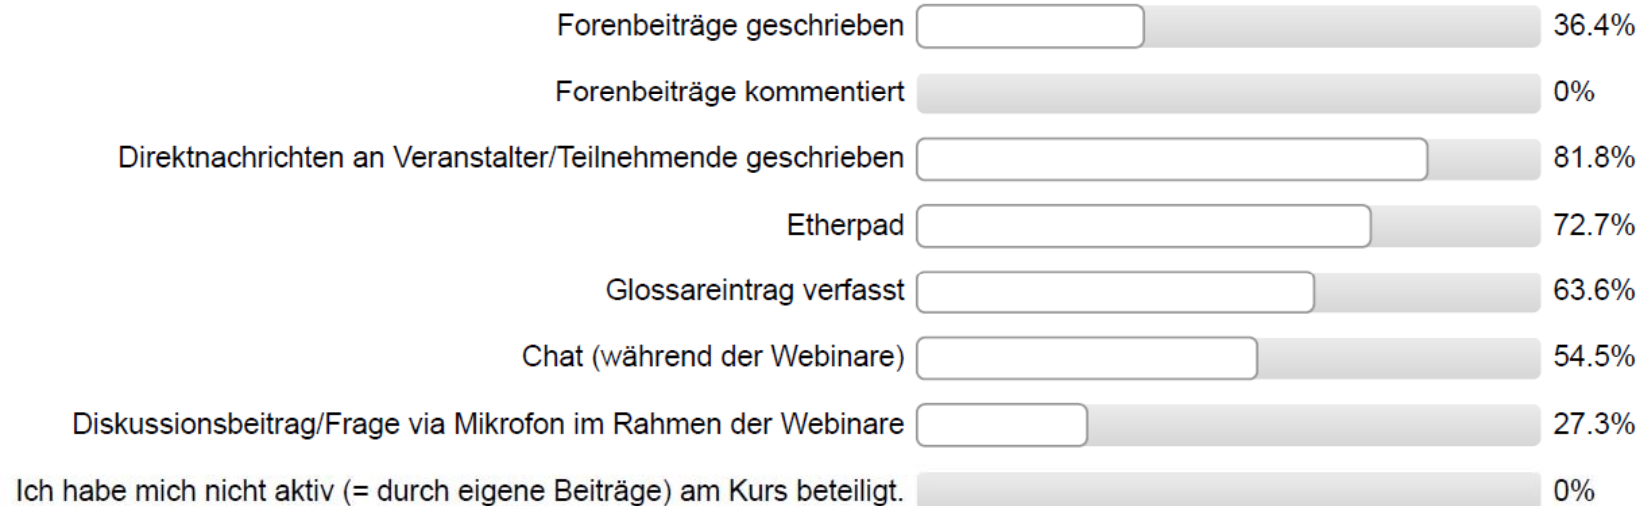 Forenbeiträge geschrieben 36.4%
Forenbeiträge kommentiert 0%
Direktnachrichten an Veranstalter/Teilnehmende geschrieben 81.8%
Etherpad 72.7%
Glossareintrag verfasst 63.6%
Chat (während der Webinare) 54.5%
Diskussionsbeitrag/Frage via Mikrofon im Rahmen der Webinare 27.3%
Ich habe mich nicht aktiv (= durch eigene Beiträge) am Kurs beteiligt. 0%